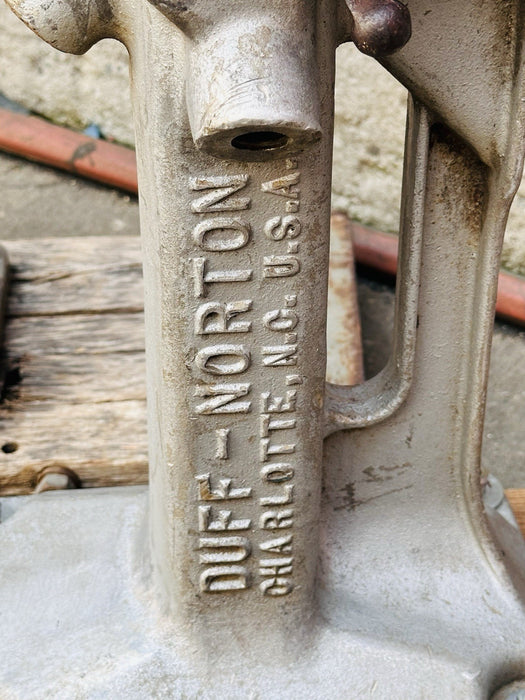 DUFF-NORTON
CHARLOTTE, N.C. U.S.A.